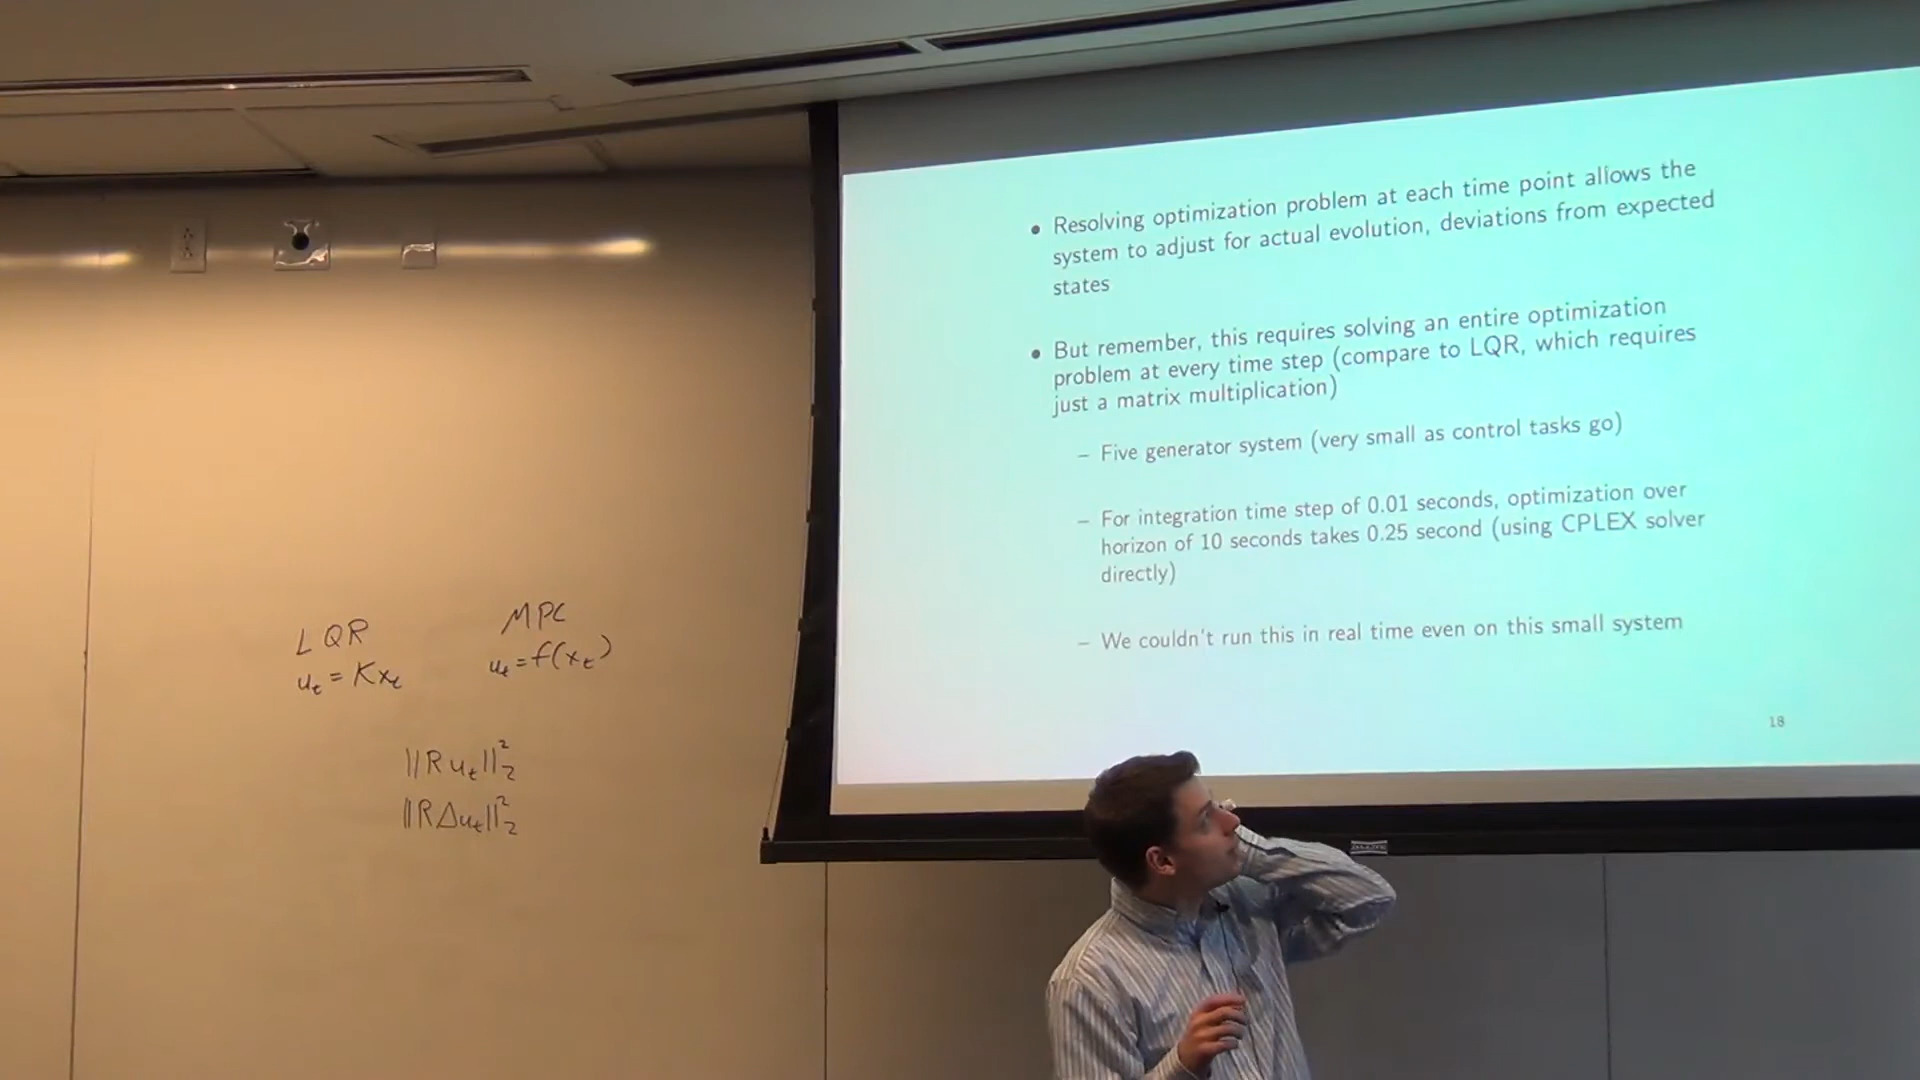 • Resolving optimization problem at each time point allows the
system to adjust for actual evolution, deviations from expected
states
• But remember, this requires solving an entire optimization
problem at every time step (compare to LQR, which requires
just a matrix multiplication)
– Five generator system (very small as control tasks go)
– For integration time step of 0.01 seconds, optimization over
horizon of 10 seconds takes 0.25 second (using CPLEX solver
directly)
– We couldn't run this in real time even on this small system
18
LQR
u_t = Kx_t
MPC
u_t = f(x_t)
||Ru_t||₂²
||RΔu_t||₂²